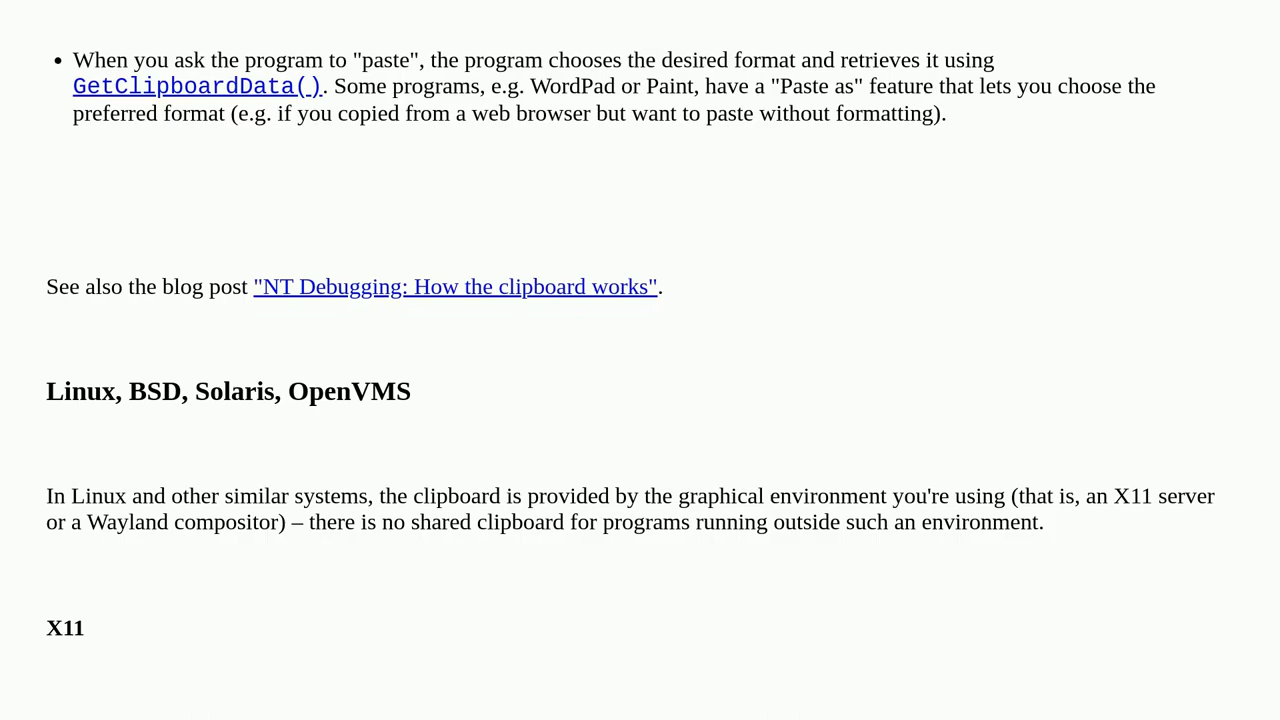 • When you ask the program to "paste", the program chooses the desired format and retrieves it using
GetClipboardData(). Some programs, e.g. WordPad or Paint, have a "Paste as" feature that lets you choose the
preferred format (e.g. if you copied from a web browser but want to paste without formatting).
See also the blog post "NT Debugging: How the clipboard works".
Linux, BSD, Solaris, OpenVMS
In Linux and other similar systems, the clipboard is provided by the graphical environment you're using (that is, an X11 server
or a Wayland compositor) – there is no shared clipboard for programs running outside such an environment.
X11